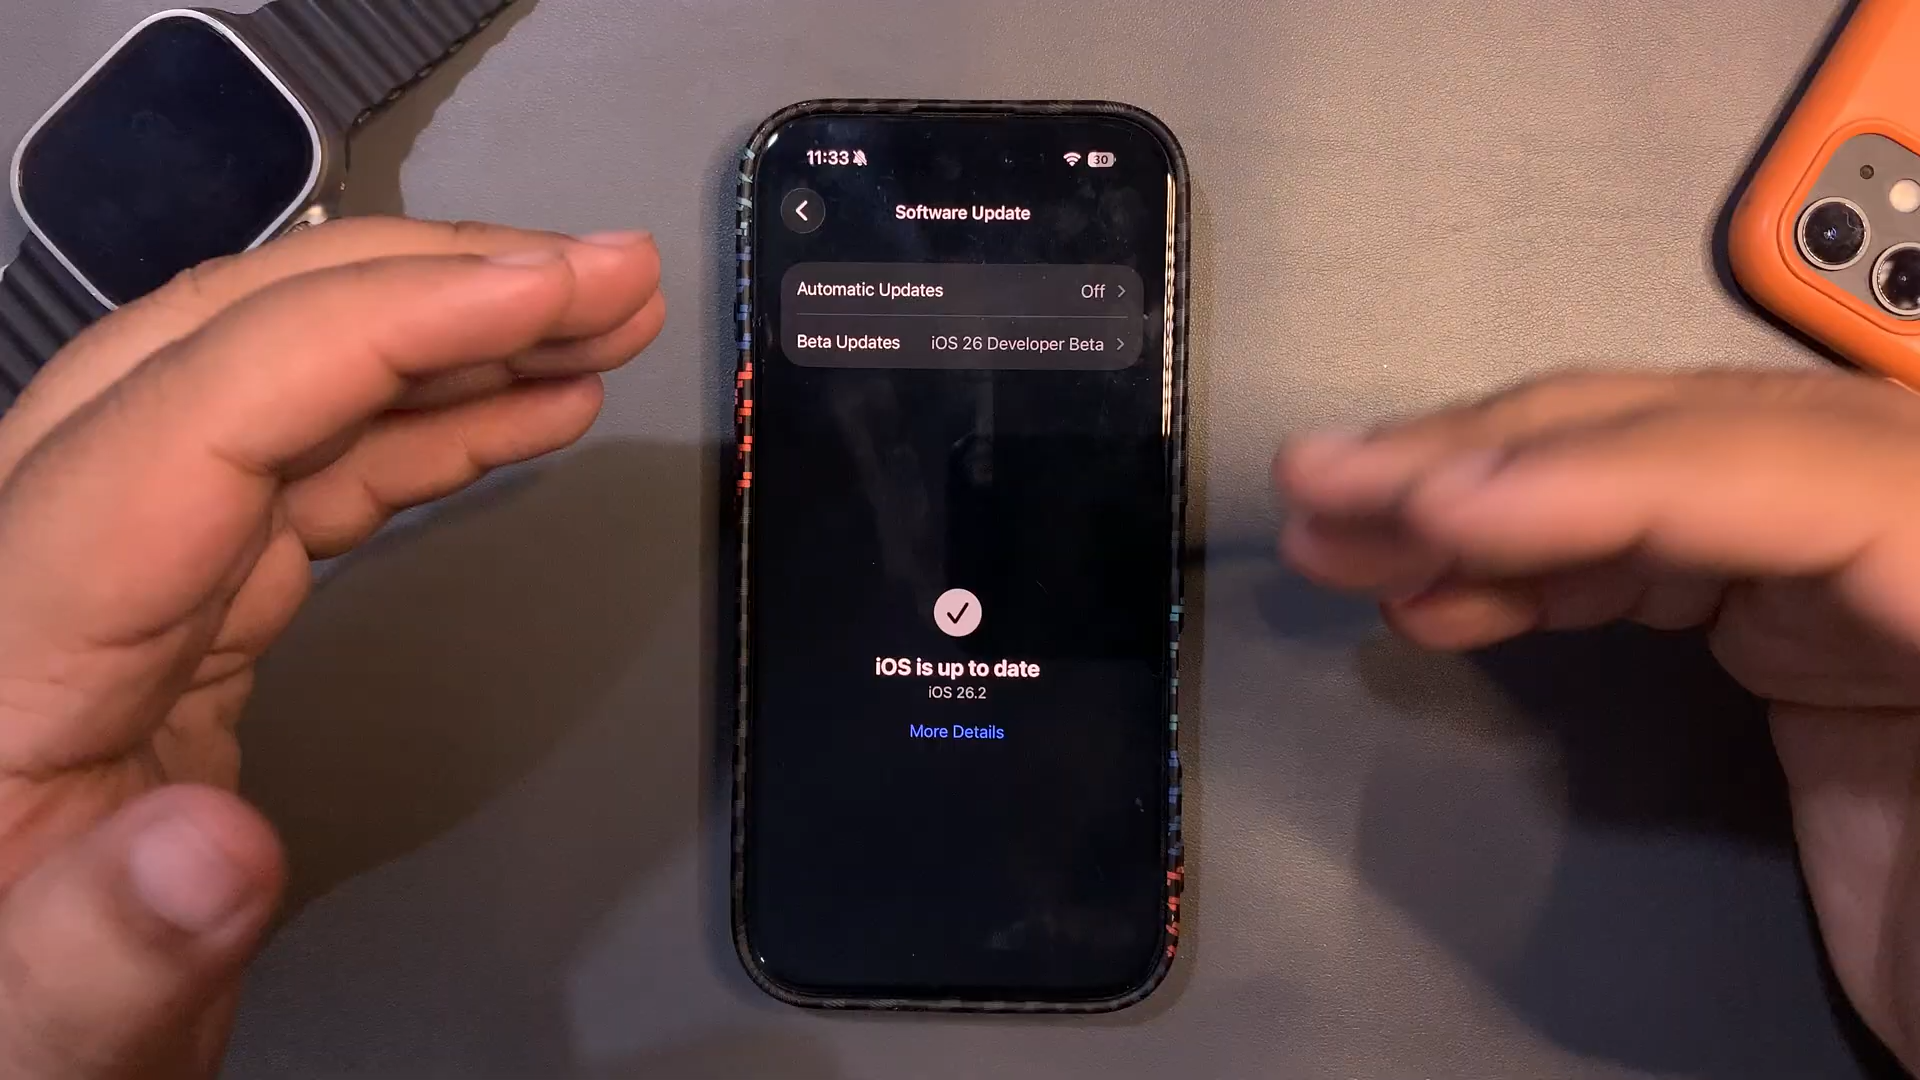 11:33
30
Software Update
Automatic Updates Off
Beta Updates iOS 26 Developer Beta
iOS is up to date
iOS 26.2
More Details